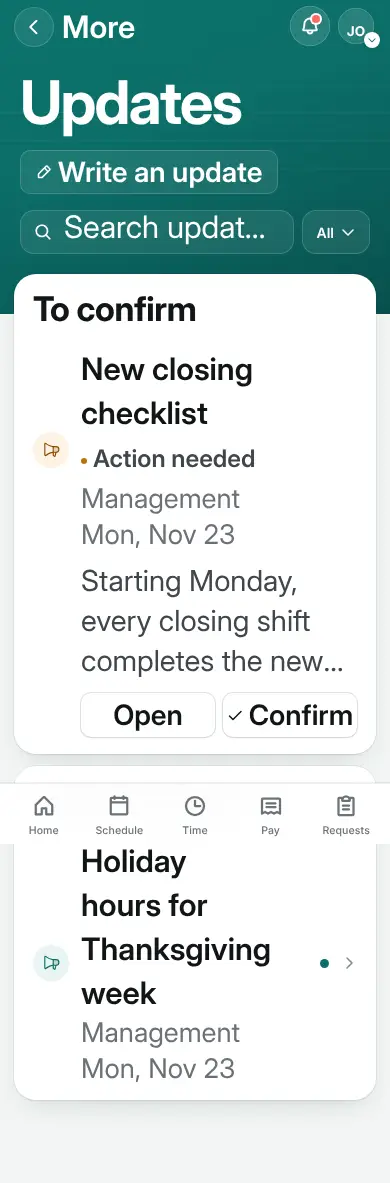 More
JO
Updates
Write an update
Search updat...
All
To confirm
New closing
checklist
Action needed
Management
Mon, Nov 23
Starting Monday,
every closing shift
completes the new...
Open
Confirm
Home
Schedule
Time
Pay
Requests
Holiday
hours for
Thanksgiving
week
Management
Mon, Nov 23